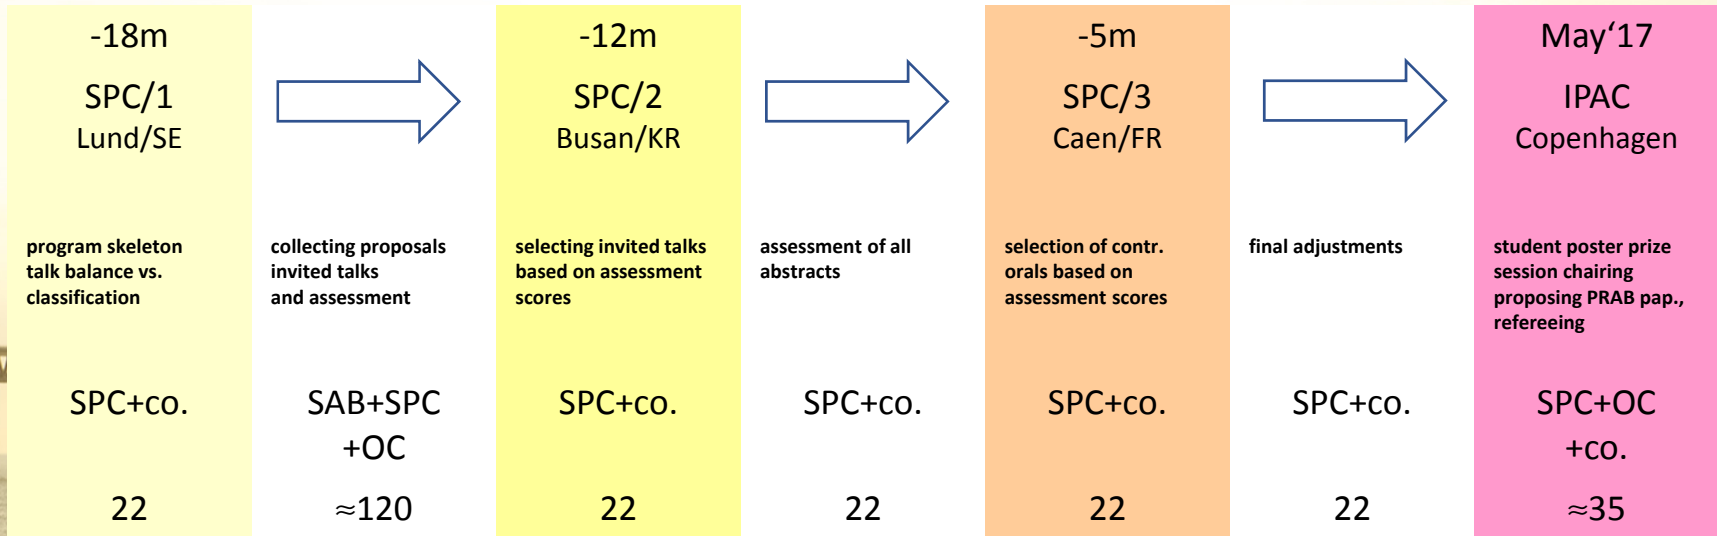 -18m
SPC/1
Lund/SE
program skeleton
talk balance vs.
classification
SPC+co.
22
collecting proposals
invited talks
and assessment
SAB+SPC
+OC
≈120
-12m
SPC/2
Busan/KR
selecting invited talks
based on assessment
scores
SPC+co.
22
assessment of all
abstracts
SPC+co.
22
-5m
SPC/3
Caen/FR
selection of contr.
orals based on
assessment scores
SPC+co.
22
final adjustments
SPC+co.
22
May‘17
IPAC
Copenhagen
student poster prize
session chairing
proposing PRAB pap.,
refereeing
SPC+OC
+co.
≈35